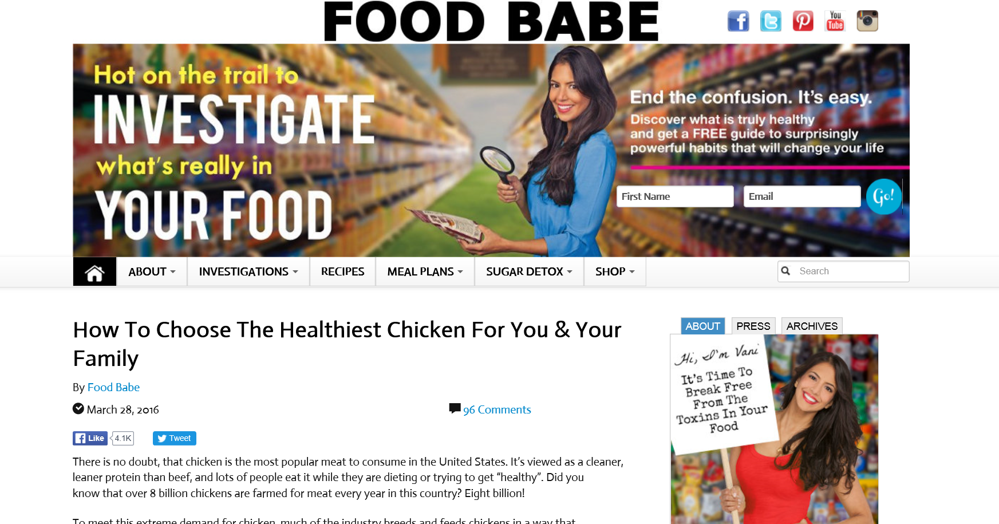 FOOD BABE
You
Tube
Hot on the trail to
INVESTIGATE
what's really in
YOUR FOOD
End the confusion. It's easy.
Discover what is truly healthy
and get a FREE guide to surprisingly
powerful habits that will change your life
First Name
Email
Go!
ABOUT
INVESTIGATIONS
RECIPES
MEAL PLANS
SUGAR DETOX
SHOP
Search
How To Choose The Healthiest Chicken For You & Your
Family
By Food Babe
March 28, 2016
96 Comments
Like
4.1K
Tweet
There is no doubt, that chicken is the most popular meat to consume in the United States. It’s viewed as a cleaner,
leaner protein than beef, and lots of people eat it while they are dieting or trying to get “healthy”. Did you
know that over 8 billion chickens are farmed for meat every year in this country? Eight billion!
To meet this extreme demand for chicken, much of the industry breeds and feeds chickens in a way that
ABOUT
PRESS
ARCHIVES
Hi, I'm Vani
It's Time To
Break Free
From The
Toxins In Your
Food